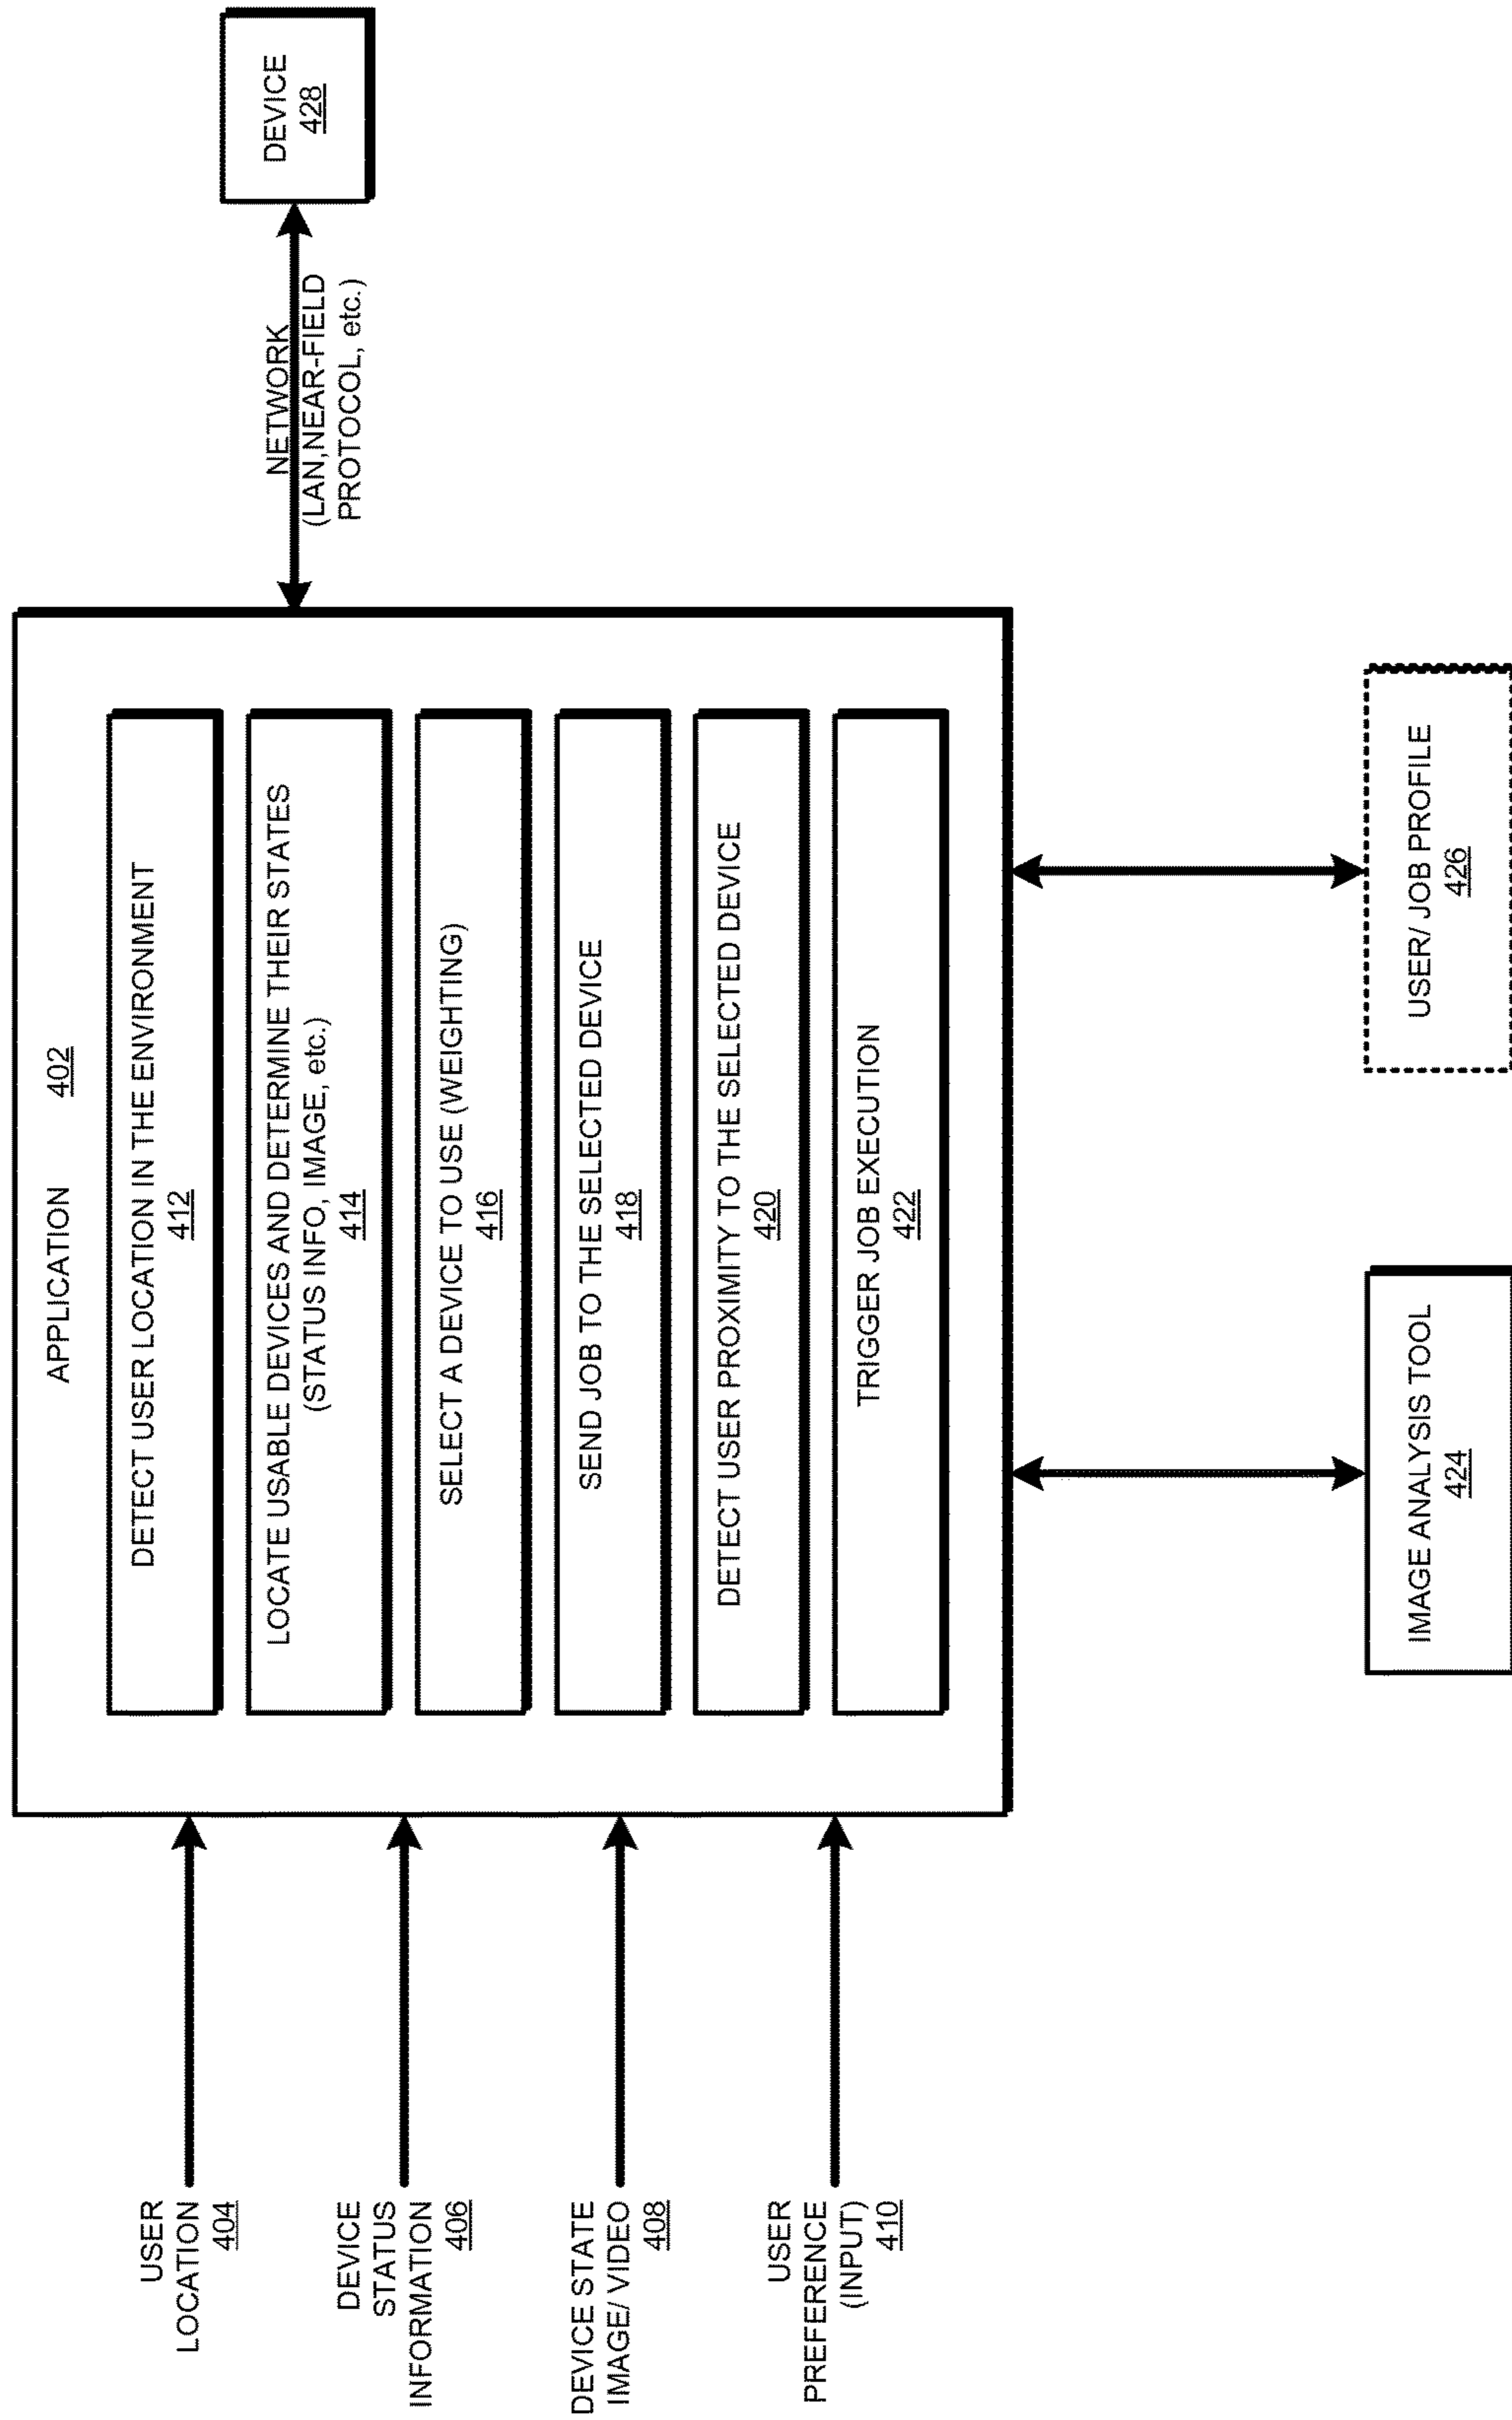 APPLICATION 402
DETECT USER LOCATION IN THE ENVIRONMENT
412
LOCATE USABLE DEVICES AND DETERMINE THEIR STATES
(STATUS INFO, IMAGE, etc.)
414
SELECT A DEVICE TO USE (WEIGHTING)
416
SEND JOB TO THE SELECTED DEVICE
418
DETECT USER PROXIMITY TO THE SELECTED DEVICE
420
TRIGGER JOB EXECUTION
422
USER
LOCATION
404
DEVICE
STATUS
INFORMATION
406
DEVICE STATE
IMAGE/ VIDEO
408
USER
PREFERENCE
(INPUT)
410
NETWORK
(LAN,NEAR-FIELD
PROTOCOL, etc.)
DEVICE
428
IMAGE ANALYSIS TOOL
424
USER/ JOB PROFILE
426